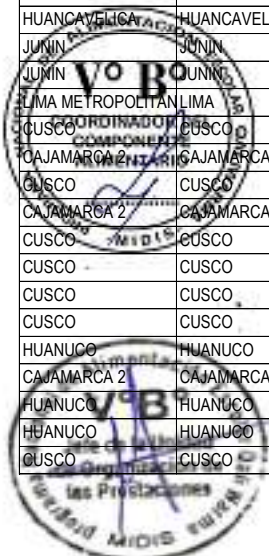 HUANCAVELICA HUANCAVEL
JUNIN JUNIN
JUNIN JUNIN
LIMA METROPOLITAN LIMA
CUSCO CUSCO
CAJAMARCA 2 CAJAMARCA
CUSCO CUSCO
CAJAMARCA 2 CAJAMARCA
CUSCO CUSCO
CUSCO CUSCO
CUSCO CUSCO
CUSCO CUSCO
HUANUCO HUANUCO
CAJAMARCA 2 CAJAMARCA
HUANUCO HUANUCO
HUANUCO HUANUCO
CUSCO CUSCO
V° B°
COORDINADOR
COMPONENTE
ALIMENTARIO
MIDIS
V° B°
las Prestaciones
MIDIS